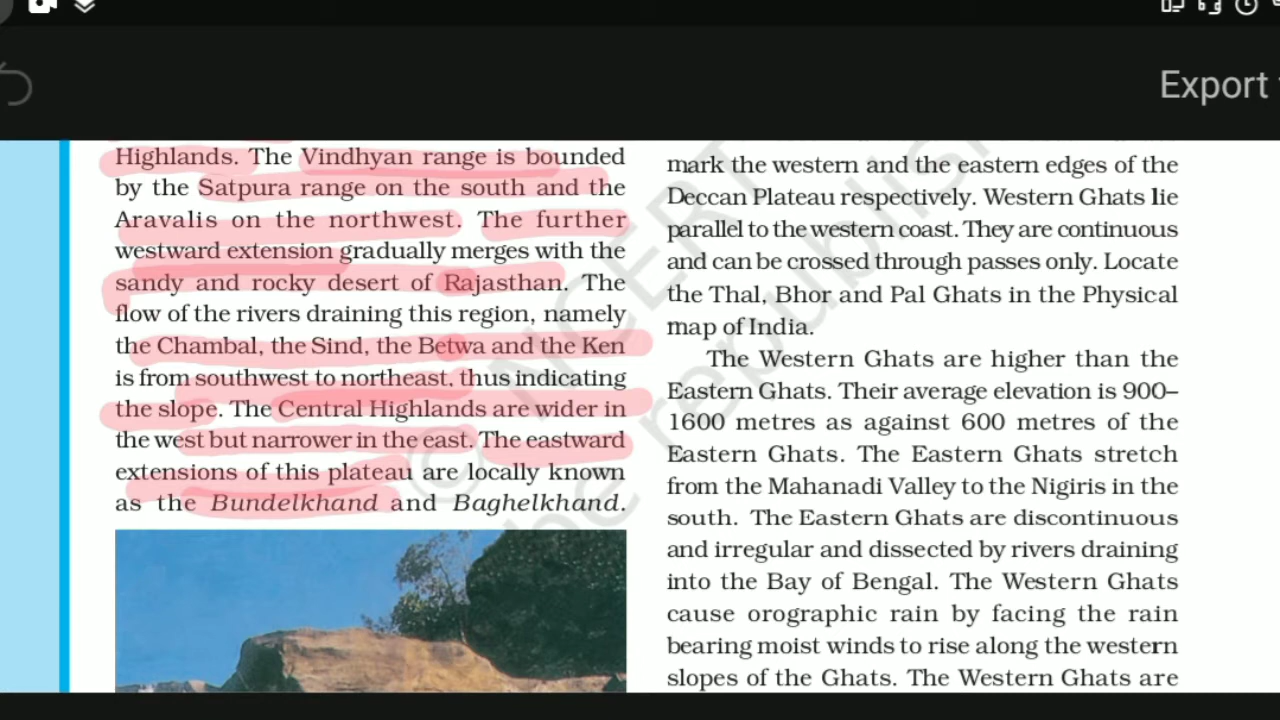 Export
Highlands. The Vindhyan range is bounded
by the Satpura range on the south and the
Aravalis on the northwest. The further
westward extension gradually merges with the
sandy and rocky desert of Rajasthan. The
flow of the rivers draining this region, namely
the Chambal, the Sind, the Betwa and the Ken
is from southwest to northeast, thus indicating
the slope. The Central Highlands are wider in
the west but narrower in the east. The eastward
extensions of this plateau are locally known
as the Bundelkhand and Baghelkhand.
mark the western and the eastern edges of the
Deccan Plateau respectively. Western Ghats lie
parallel to the western coast. They are continuous
and can be crossed through passes only. Locate
the Thal, Bhor and Pal Ghats in the Physical
map of India.
The Western Ghats are higher than the
Eastern Ghats. Their average elevation is 900–
1600 metres as against 600 metres of the
Eastern Ghats. The Eastern Ghats stretch
from the Mahanadi Valley to the Nigiris in the
south. The Eastern Ghats are discontinuous
and irregular and dissected by rivers draining
into the Bay of Bengal. The Western Ghats
cause orographic rain by facing the rain
bearing moist winds to rise along the western
slopes of the Ghats. The Western Ghats are
© NCERT
be republish